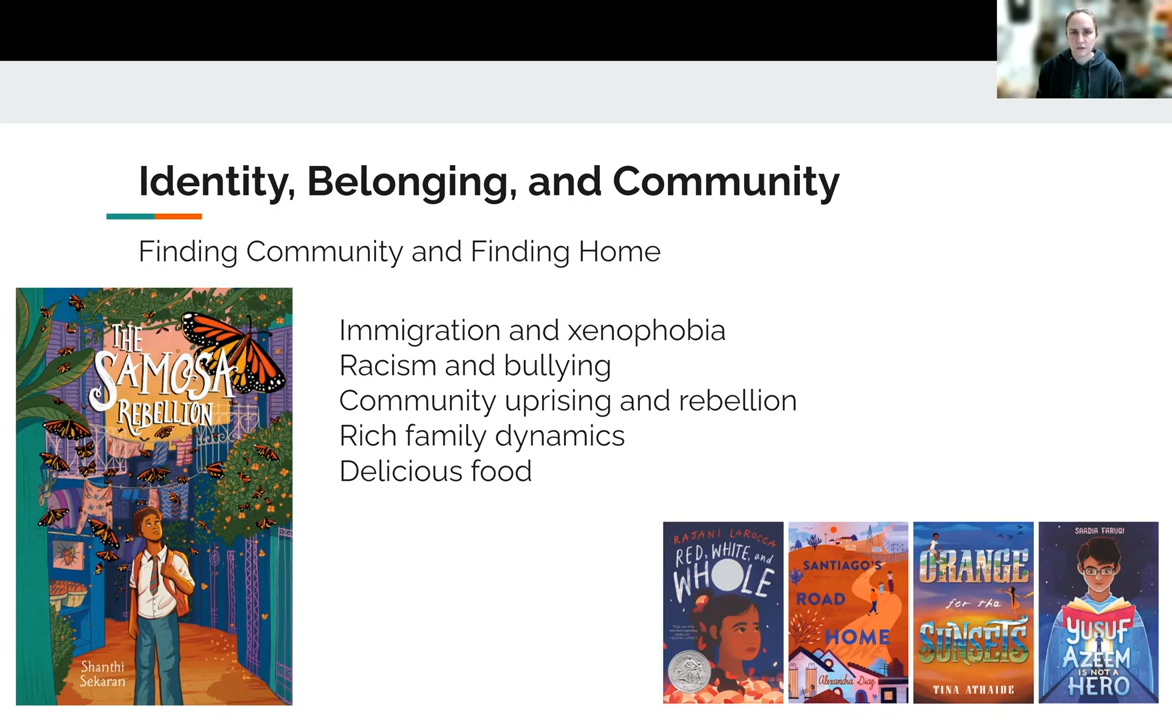 Identity, Belonging, and Community
Finding Community and Finding Home
THE
SAMOSA
REBELLION
Shanthi
Sekaran
Immigration and xenophobia
Racism and bullying
Community uprising and rebellion
Rich family dynamics
Delicious food
RAJANI LAROCCA
RED, WHITE, and
WHOLE
SANTIAGO'S
ROAD
HOME
Alexandra Diaz
ORANGE
for the
SUNSETS
TINA ATHAIDE
SAADIA FARUQI
YUSUF
AZEEM
IS NOT A
HERO